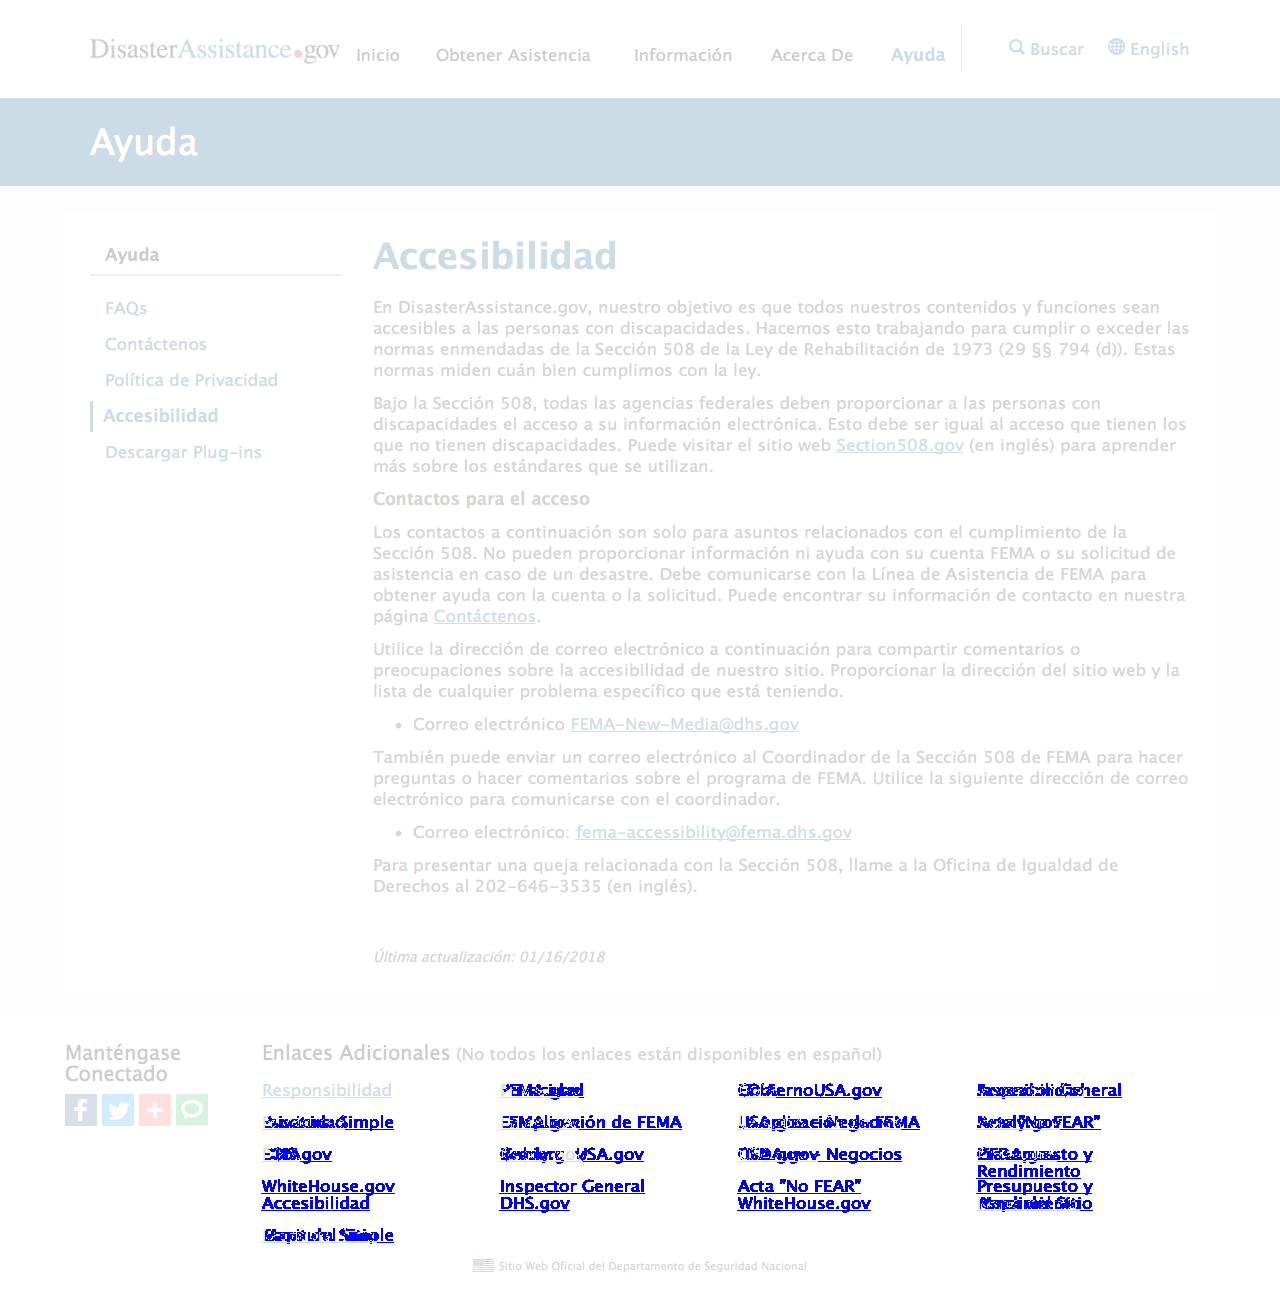 DisasterAssistance.gov Inicio Obtener Asistencia Información Acerca De Ayuda Buscar English
Ayuda
Ayuda
FAQs
Contáctenos
Política de Privacidad
Accesibilidad
Descargar Plug-ins
Accesibilidad
En DisasterAssistance.gov, nuestro objetivo es que todos nuestros contenidos y funciones sean
accesibles a las personas con discapacidades. Hacemos esto trabajando para cumplir o exceder las
normas enmendadas de la Sección 508 de la Ley de Rehabilitación de 1973 (29 §§ 794 (d)). Estas
normas miden cuán bien cumplimos con la ley.
Bajo la Sección 508, todas las agencias federales deben proporcionar a las personas con
discapacidades el acceso a su información electrónica. Esto debe ser igual al acceso que tienen los
que no tienen discapacidades. Puede visitar el sitio web Section508.gov (en inglés) para aprender
más sobre los estándares que se utilizan.
Contactos para el acceso
Los contactos a continuación son solo para asuntos relacionados con el cumplimiento de la
Sección 508. No pueden proporcionar información ni ayuda con su cuenta FEMA o su solicitud de
asistencia en caso de un desastre. Debe comunicarse con la Línea de Asistencia de FEMA para
obtener ayuda con la cuenta o la solicitud. Puede encontrar su información de contacto en nuestra
página Contáctenos.
Utilice la dirección de correo electrónico a continuación para compartir comentarios o
preocupaciones sobre la accesibilidad de nuestro sitio. Proporcionar la dirección del sitio web y la
lista de cualquier problema específico que está teniendo.
• Correo electrónico FEMA-New-Media@dhs.gov
También puede enviar un correo electrónico al Coordinador de la Sección 508 de FEMA para hacer
preguntas o hacer comentarios sobre el programa de FEMA. Utilice la siguiente dirección de correo
electrónico para comunicarse con el coordinador.
• Correo electrónico: fema-accessibility@fema.dhs.gov
Para presentar una queja relacionada con la Sección 508, llame a la Oficina de Igualdad de
Derechos al 202-646-3535 (en inglés).
Última actualización: 01/16/2018
Manténgase
Conectado
Enlaces Adicionales (No todos los enlaces están disponibles en español)
Responsibilidad
Rendimiento
WhiteHouse.gov Inspector General Acta "No FEAR" Presupuesto y
Accesibilidad DHS.gov WhiteHouse.gov
Sitio Web Oficial del Departamento de Seguridad Nacional